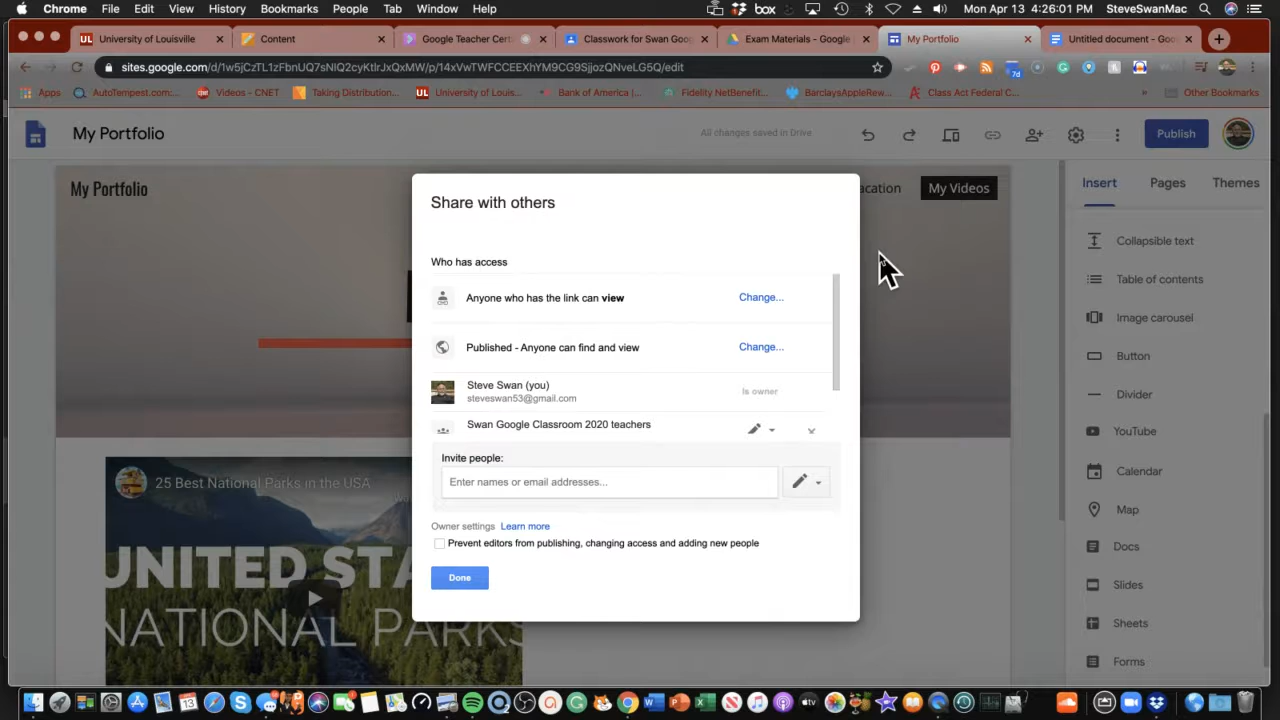 Chrome File Edit View History Bookmarks People Tab Window Help box Mon Apr 13 4:26:01 PM SteveSwanMac
University of Louisville Content Google Teacher Cert Classwork for Swan Goog Exam Materials - Google My Portfolio Untitled document - Goo
sites.google.com/d/1w5jCzTL1zFbnUQ7sNIQ2cyKtlrJxQxMW/p/14xVwTWFCCEEXhYM9CG9SjjozQNveLG5Q/edit
7d
Apps AutoTempest.com:... Videos - CNET Taking Distribution... University of Louis... Bank of America |... Fidelity NetBenefit... BarclaysAppleRew... Class Act Federal C... » Other Bookmarks
My Portfolio All changes saved in Drive Publish
My Portfolio acation My Videos
Insert Pages Themes
Share with others
Who has access
Anyone who has the link can view Change...
Published - Anyone can find and view Change...
Steve Swan (you)
steveswan53@gmail.com
Is owner
Swan Google Classroom 2020 teachers
Invite people:
Enter names or email addresses...
Owner settings Learn more
Prevent editors from publishing, changing access and adding new people
Done
25 Best National Parks in the USA
UNITED STA
NATIONAL PARKS
Collapsible text
Table of contents
Image carousel
Button
Divider
YouTube
Calendar
Map
Docs
Slides
Sheets
Forms